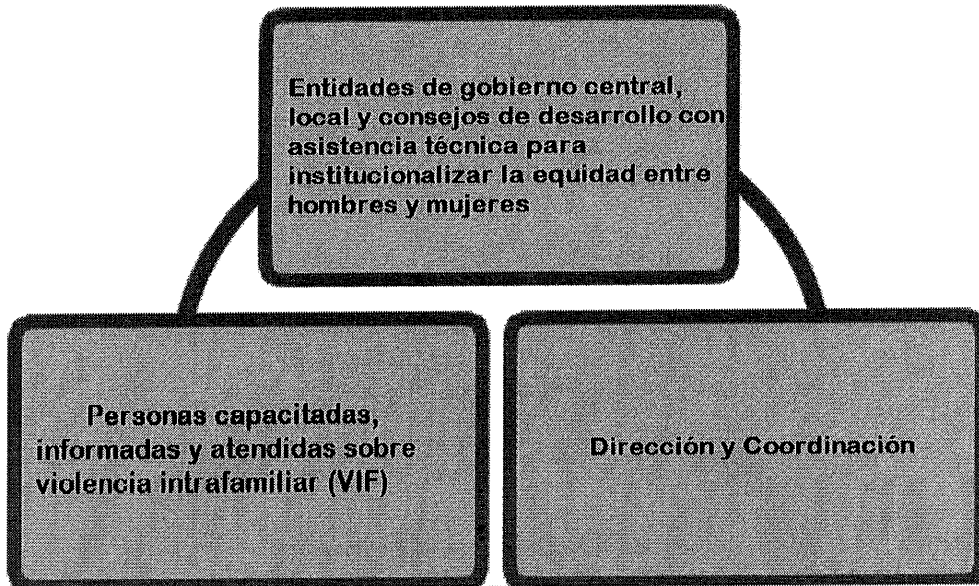 Entidades de gobierno central,
local y consejos de desarrollo con
asistencia técnica para
institucionalizar la equidad entre
hombres y mujeres
Personas capacitadas,
informadas y atendidas sobre
violencia intrafamiliar (VIF)
Dirección y Coordinación